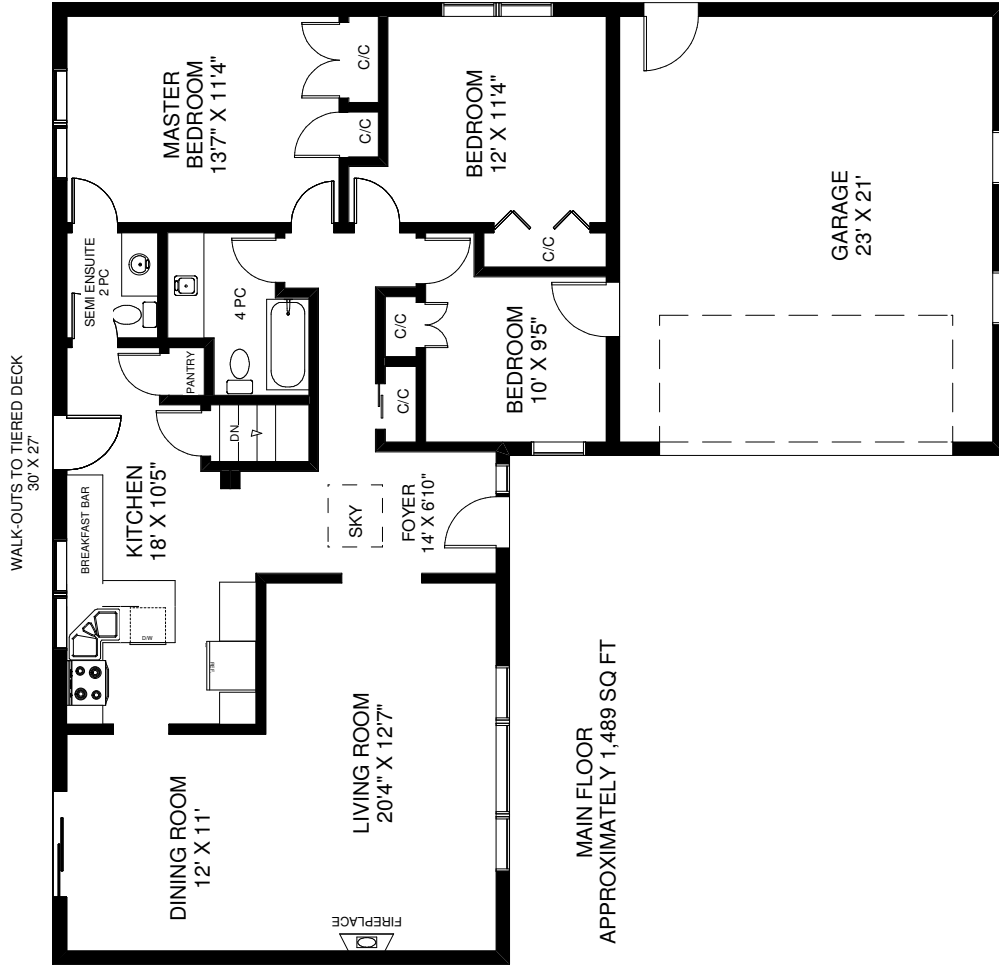 WALK-OUTS TO TIERED DECK
30' X 27'
MASTER
BEDROOM
13'7" X 11'4"
C/C
C/C
BEDROOM
12' X 11'4"
C/C
GARAGE
23' X 21'
SEMI ENSUITE
2 PC
4 PC
PANTRY
C/C
C/C
BEDROOM
10' X 9'5"
DN
KITCHEN
18' X 10'5"
BREAKFAST BAR
D/W
REF
SKY
FOYER
14' X 6'10"
DINING ROOM
12' X 11'
LIVING ROOM
20'4" X 12'7"
FIREPLACE
MAIN FLOOR
APPROXIMATELY 1,489 SQ FT